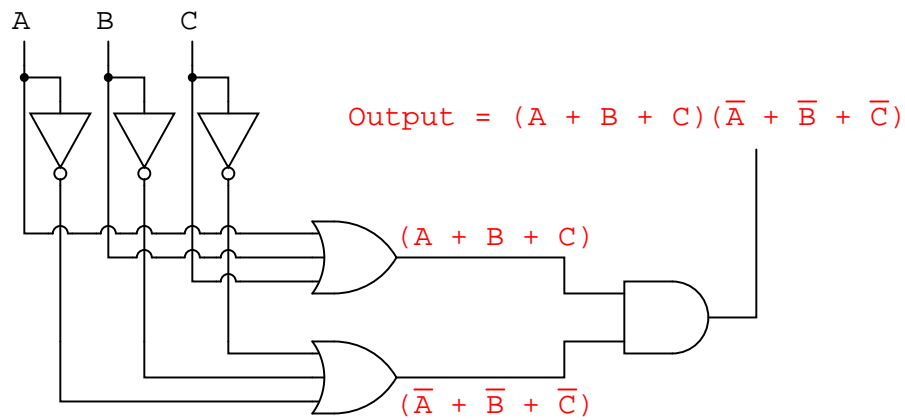 A B C
Output = (A + B + C)(A̅ + B̅ + C̅)
(A + B + C)
(A̅ + B̅ + C̅)